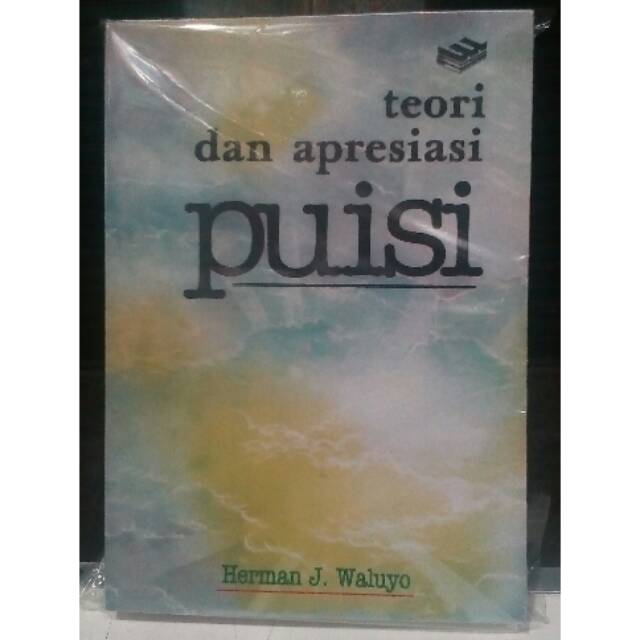 teori
dan apresiasi
puisi
Herman J. Waluyo